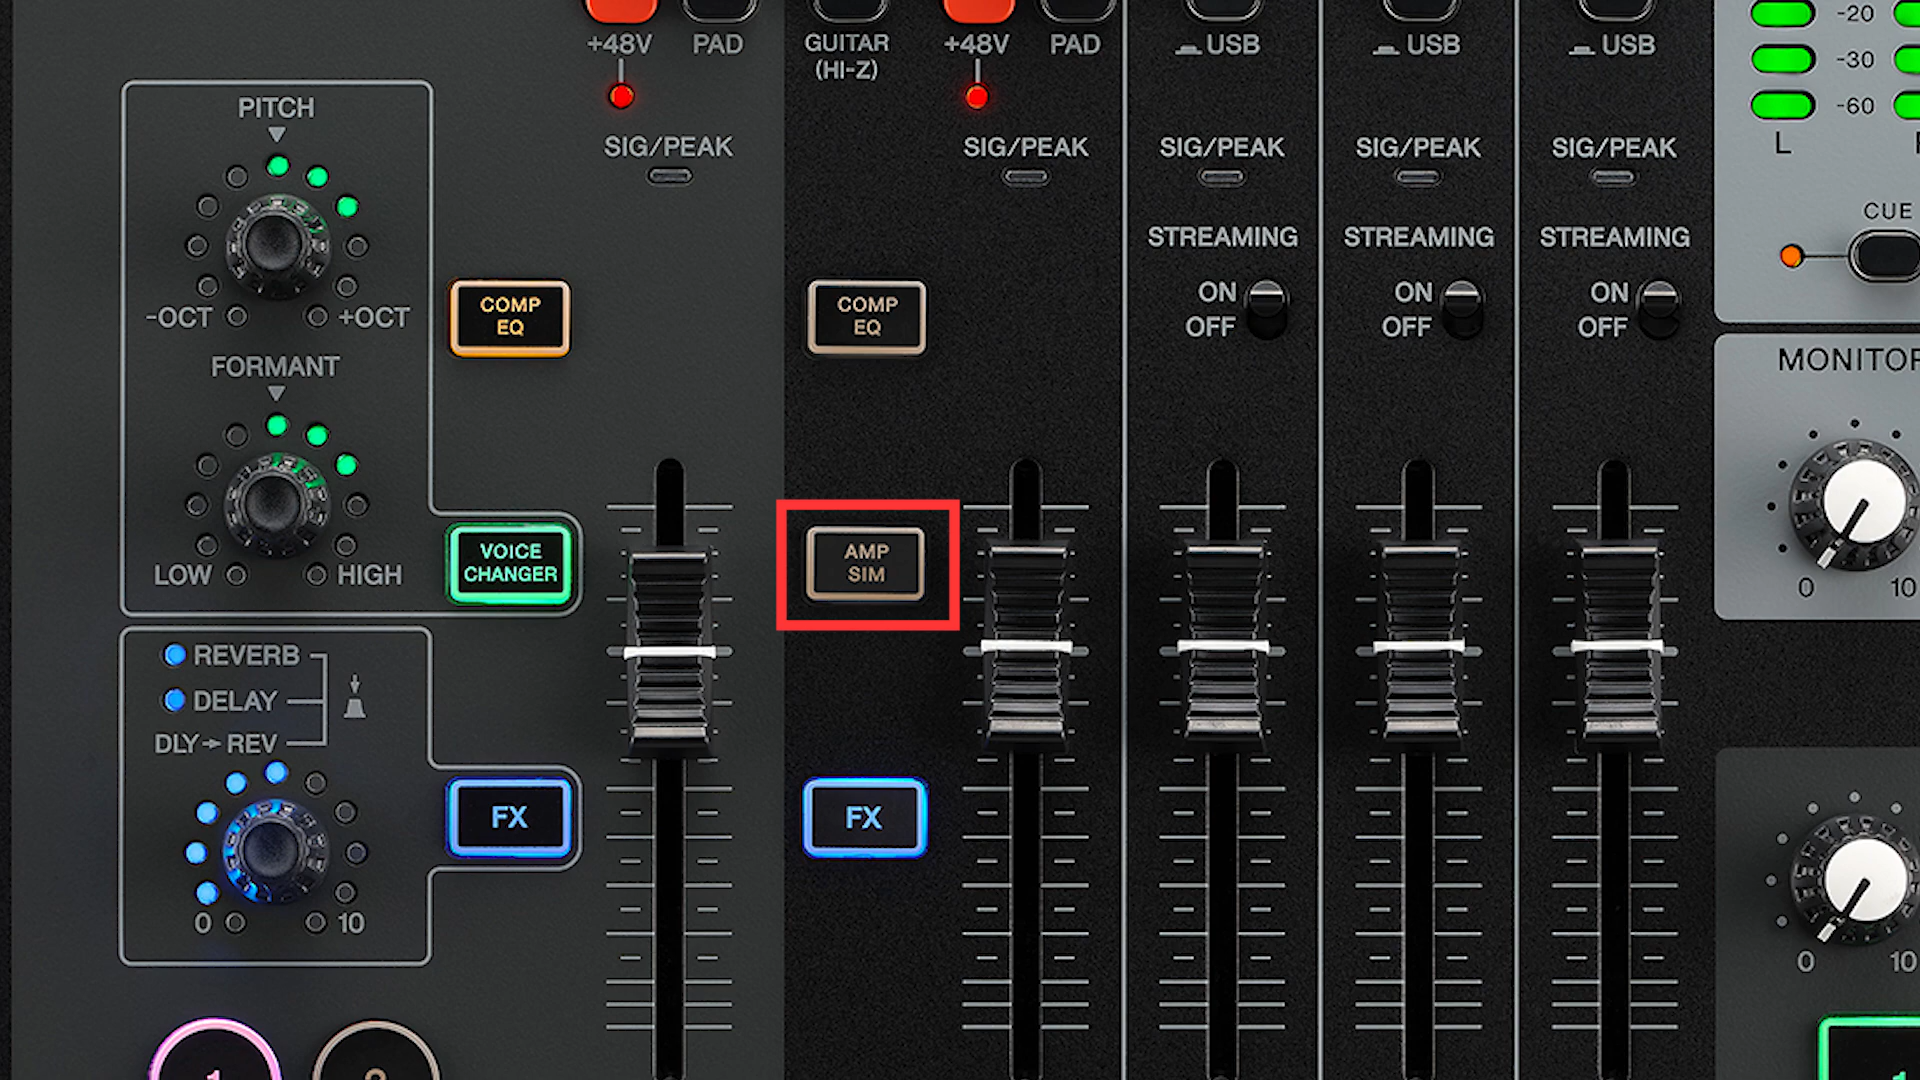 +48V PAD GUITAR (HI-Z) +48V PAD USB USB USB
-20
-30
-60
L
PITCH
-OCT +OCT
FORMANT
LOW HIGH
SIG/PEAK SIG/PEAK SIG/PEAK SIG/PEAK SIG/PEAK
STREAMING STREAMING STREAMING
ON ON ON
OFF OFF OFF
CUE
COMP
EQ
COMP
EQ
MONITOR
0 10
VOICE
CHANGER
AMP
SIM
REVERB
DELAY
DLY REV
0 10
FX
FX
0 10
1